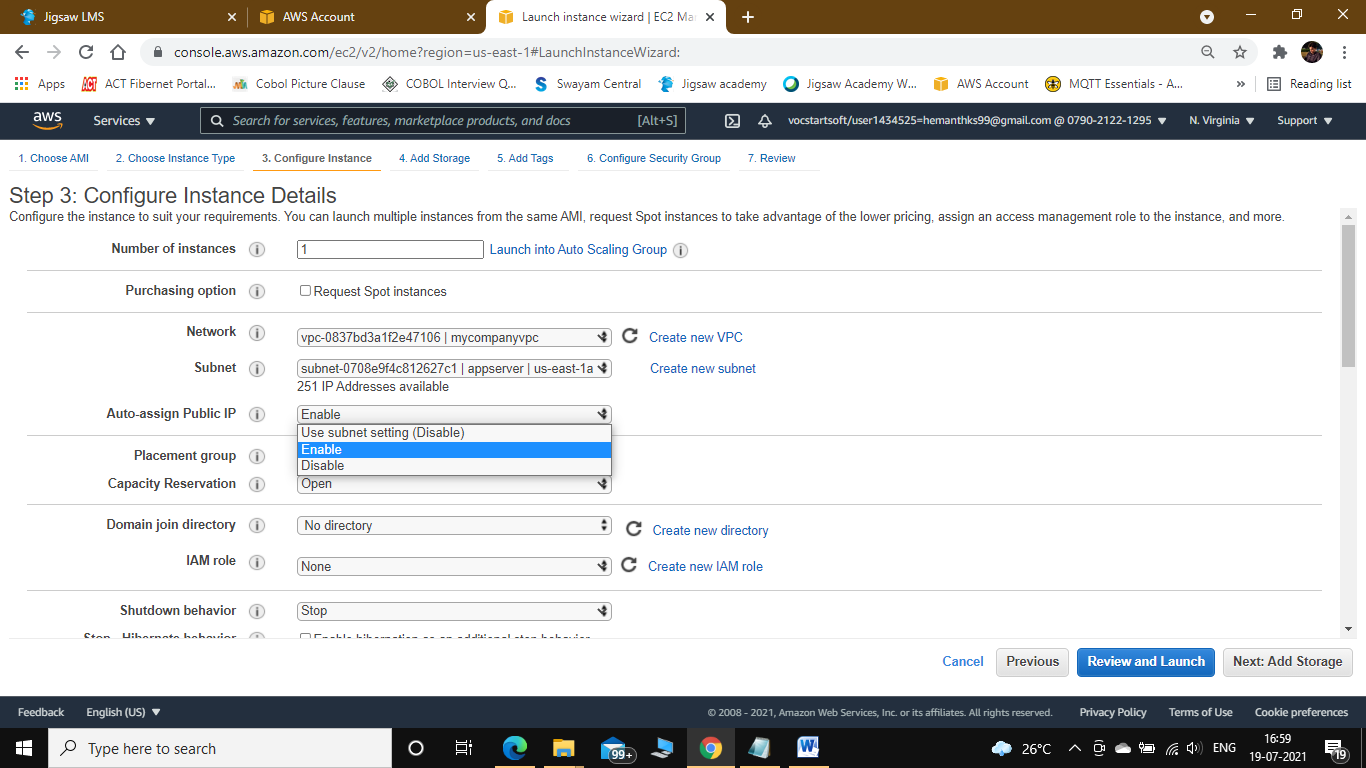 Jigsaw LMS
AWS Account
Launch instance wizard | EC2 Ma
console.aws.amazon.com/ec2/v2/home?region=us-east-1#LaunchInstanceWizard:
Apps
ACT ACT Fibernet Portal...
Cobol Picture Clause
COBOL Interview Q...
Swayam Central
Jigsaw academy
Jigsaw Academy W...
AWS Account
MQTT Essentials - A...
»
Reading list
aws
Services
Search for services, features, marketplace products, and docs
[Alt+S]
vocstartsoft/user1434525=hemanthks99@gmail.com @ 0790-2122-1295
N. Virginia
Support
1. Choose AMI
2. Choose Instance Type
3. Configure Instance
4. Add Storage
5. Add Tags
6. Configure Security Group
7. Review
Step 3: Configure Instance Details
Configure the instance to suit your requirements. You can launch multiple instances from the same AMI, request Spot instances to take advantage of the lower pricing, assign an access management role to the instance, and more.
Number of instances
1
Launch into Auto Scaling Group
Purchasing option
Request Spot instances
Network
vpc-0837bd3a1f2e47106 | mycompanyvpc
Create new VPC
Subnet
subnet-0708e9f4c812627c1 | appserver | us-east-1a
Create new subnet
251 IP Addresses available
Auto-assign Public IP
Enable
Use subnet setting (Disable)
Enable
Disable
Placement group
Capacity Reservation
Open
Domain join directory
No directory
Create new directory
IAM role
None
Create new IAM role
Shutdown behavior
Stop
Stop - Hibernate behavior
Enable hibernation as an additional stop behavior
Cancel
Previous
Review and Launch
Next: Add Storage
Feedback
English (US)
© 2008 - 2021, Amazon Web Services, Inc. or its affiliates. All rights reserved.
Privacy Policy
Terms of Use
Cookie preferences
Type here to search
99+
26°C
ENG
16:59
19-07-2021
19